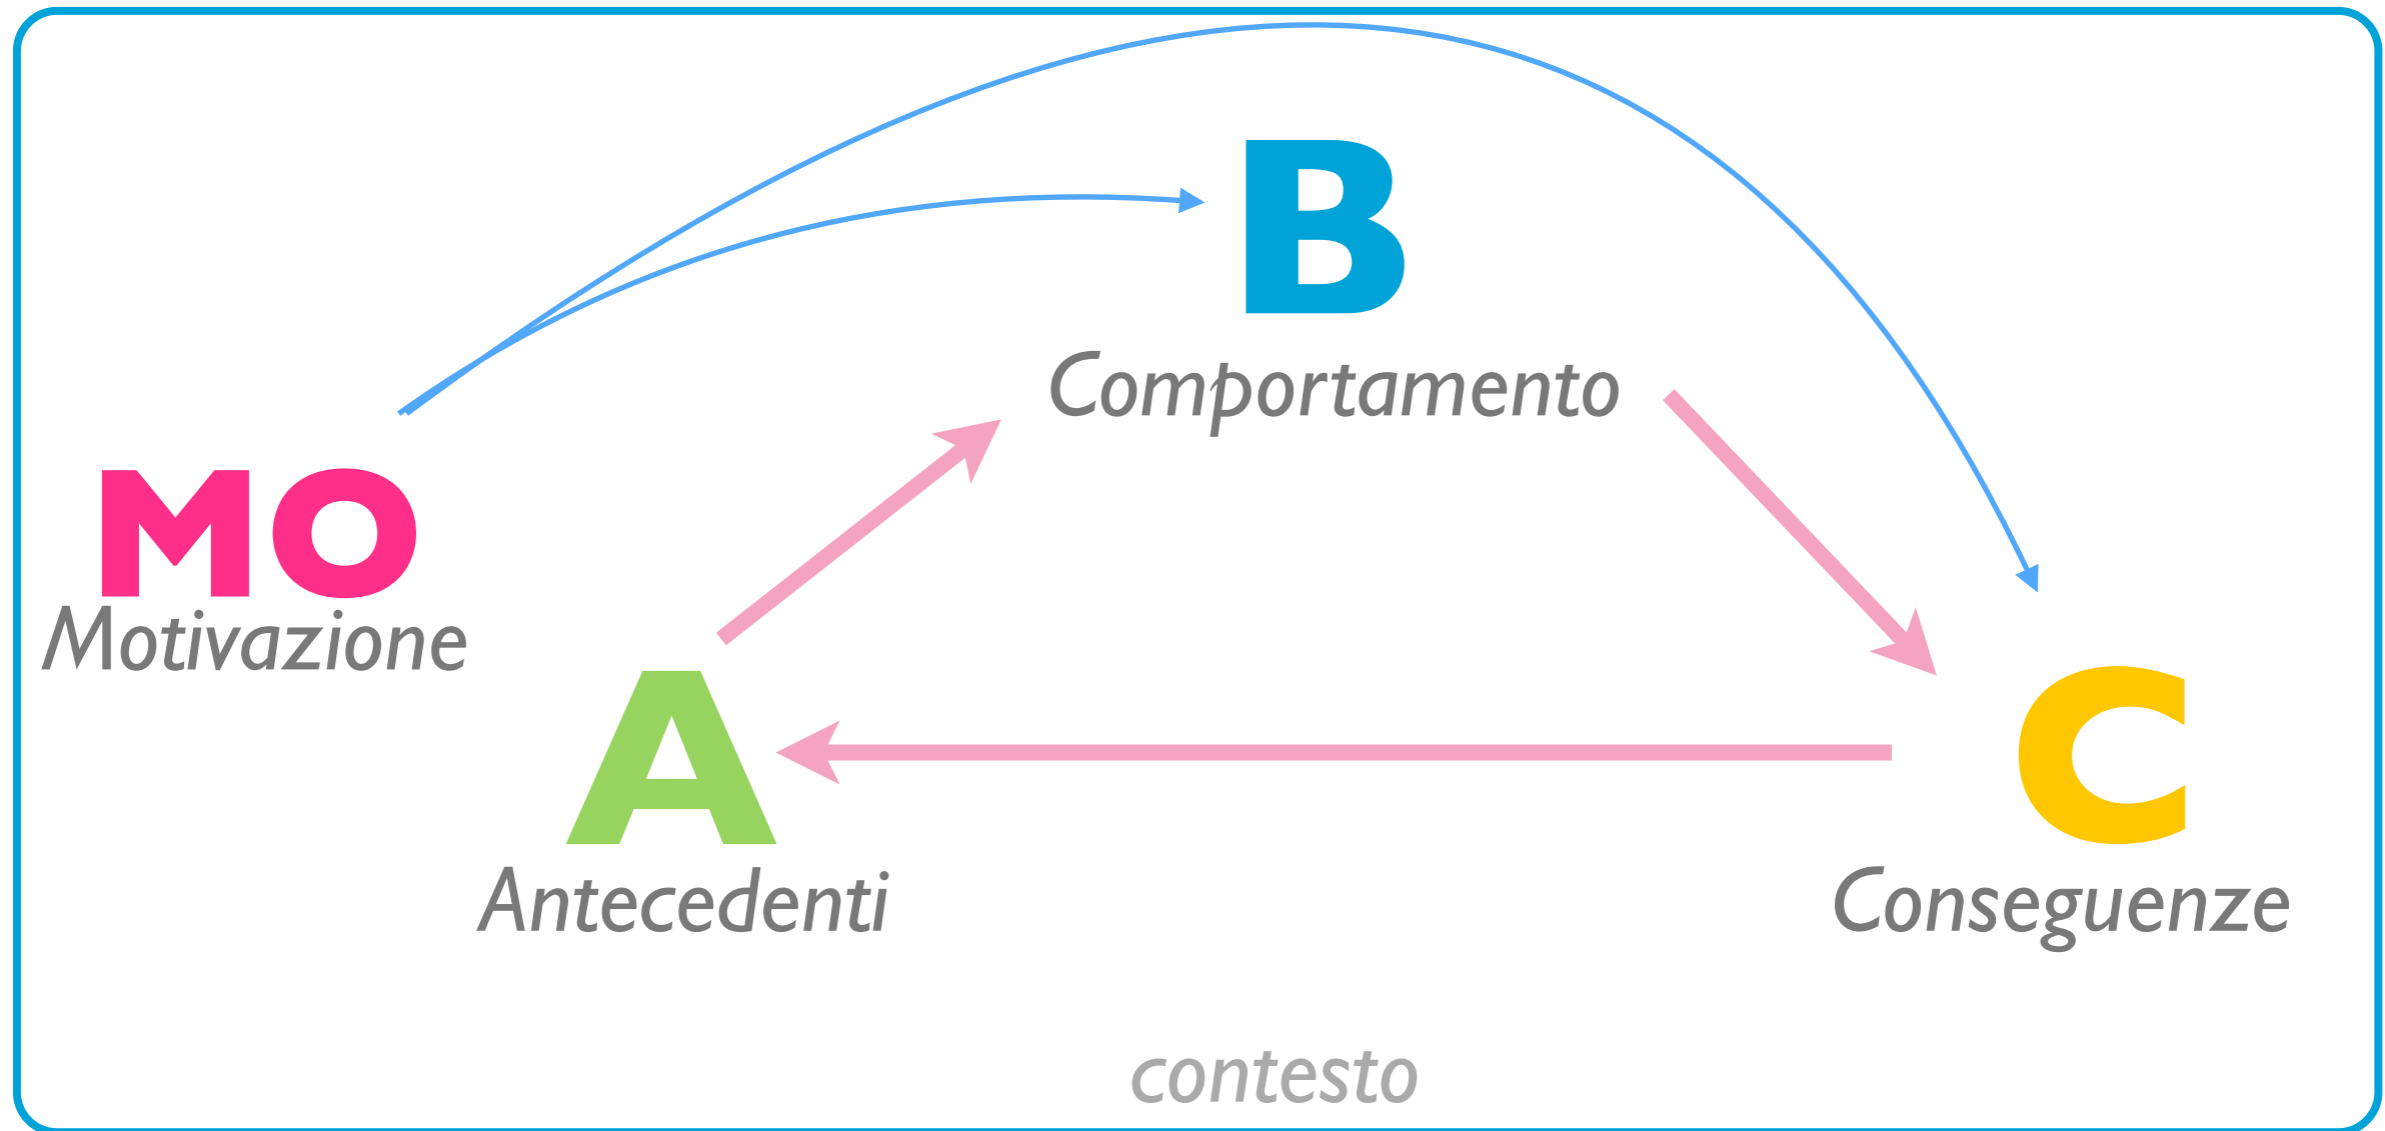 B
Comportamento
MO
Motivazione
A
Antecedenti
C
Conseguenze
contesto